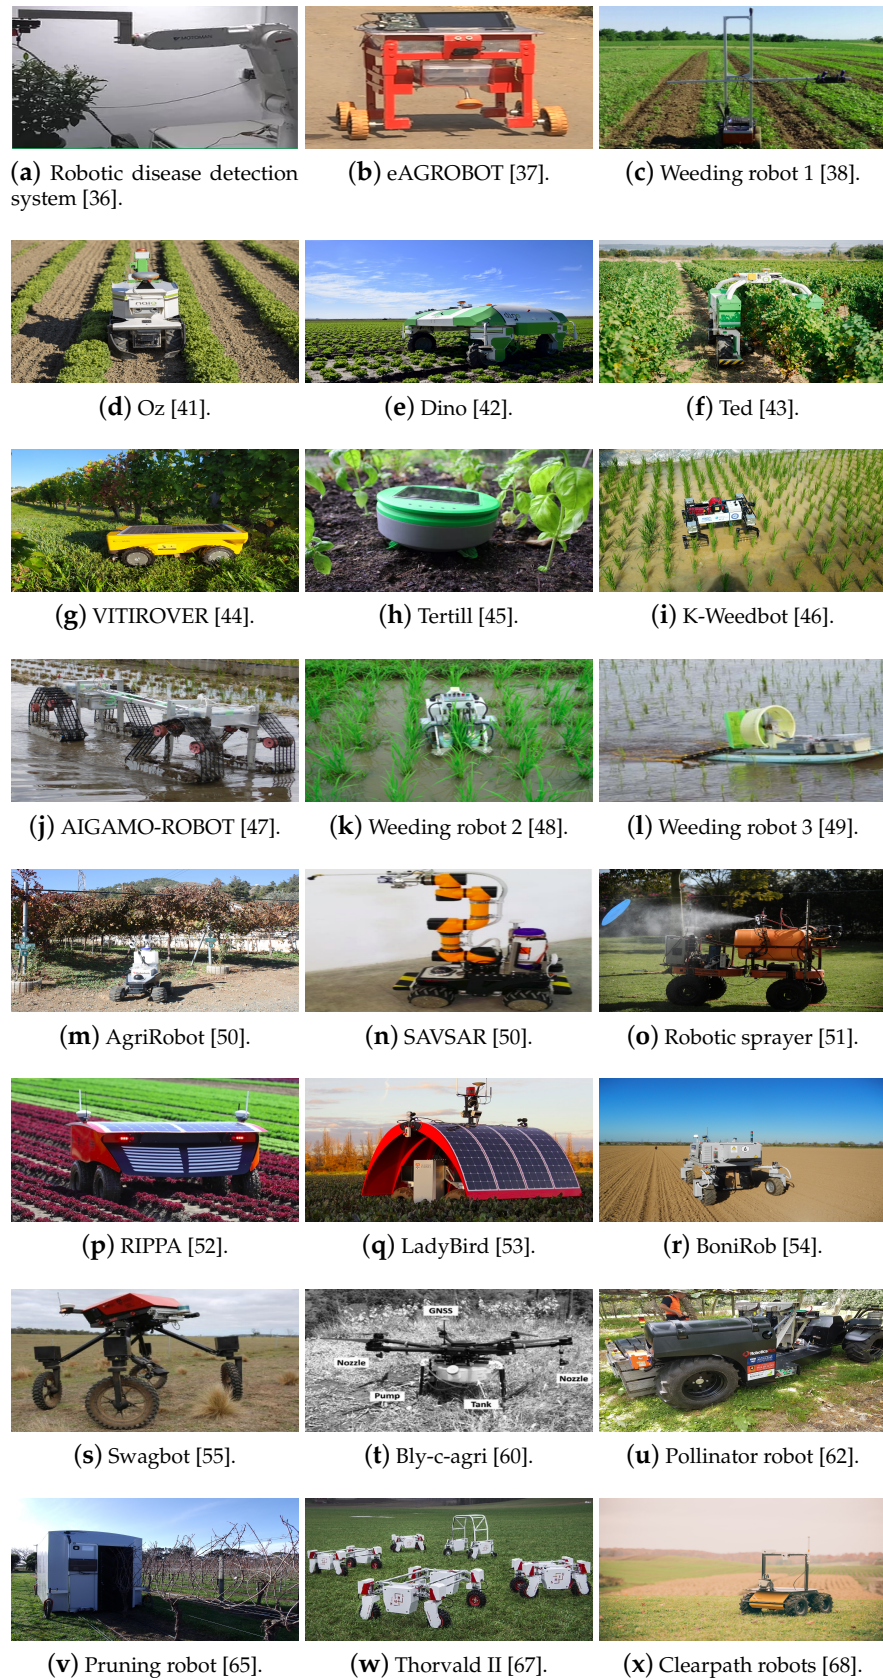 MOTOMAN
(a) Robotic disease detection
system [36].
(b) eAGROBOT [37].
(c) Weeding robot 1 [38].
naïo
(d) Oz [41].
(e) Dino [42].
(f) Ted [43].
(g) VITIROVER [44].
(h) Tertill [45].
(i) K-Weedbot [46].
(j) AIGAMO-ROBOT [47].
(k) Weeding robot 2 [48].
(l) Weeding robot 3 [49].
(m) AgriRobot [50].
(n) SAVSAR [50].
(o) Robotic sprayer [51].
(p) RIPPA [52].
(q) LadyBird [53].
(r) BoniRob [54].
GNSS
Nozzle
Nozzle
Pump
Tank
Robotics
(s) Swagbot [55].
(t) Bly-c-agri [60].
(u) Pollinator robot [62].
(v) Pruning robot [65].
(w) Thorvald II [67].
(x) Clearpath robots [68].